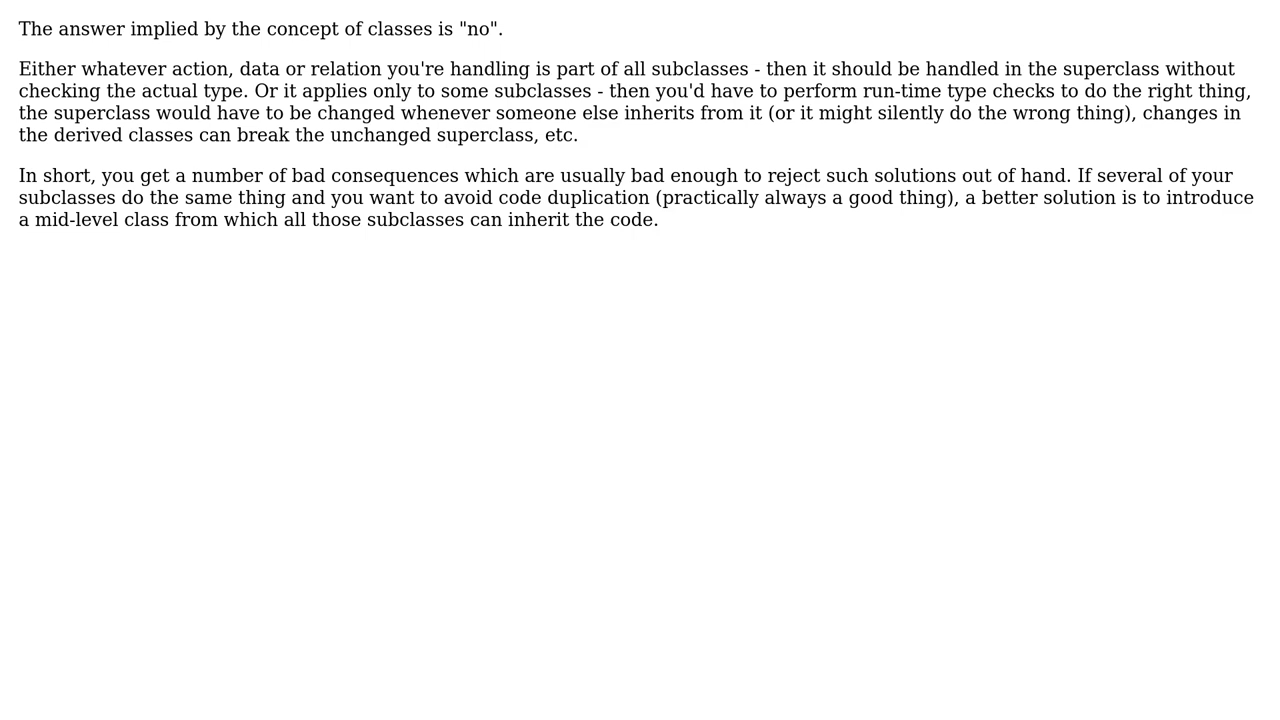 The answer implied by the concept of classes is "no".
Either whatever action, data or relation you're handling is part of all subclasses - then it should be handled in the superclass without
checking the actual type. Or it applies only to some subclasses - then you'd have to perform run-time type checks to do the right thing,
the superclass would have to be changed whenever someone else inherits from it (or it might silently do the wrong thing), changes in
the derived classes can break the unchanged superclass, etc.
In short, you get a number of bad consequences which are usually bad enough to reject such solutions out of hand. If several of your
subclasses do the same thing and you want to avoid code duplication (practically always a good thing), a better solution is to introduce
a mid-level class from which all those subclasses can inherit the code.